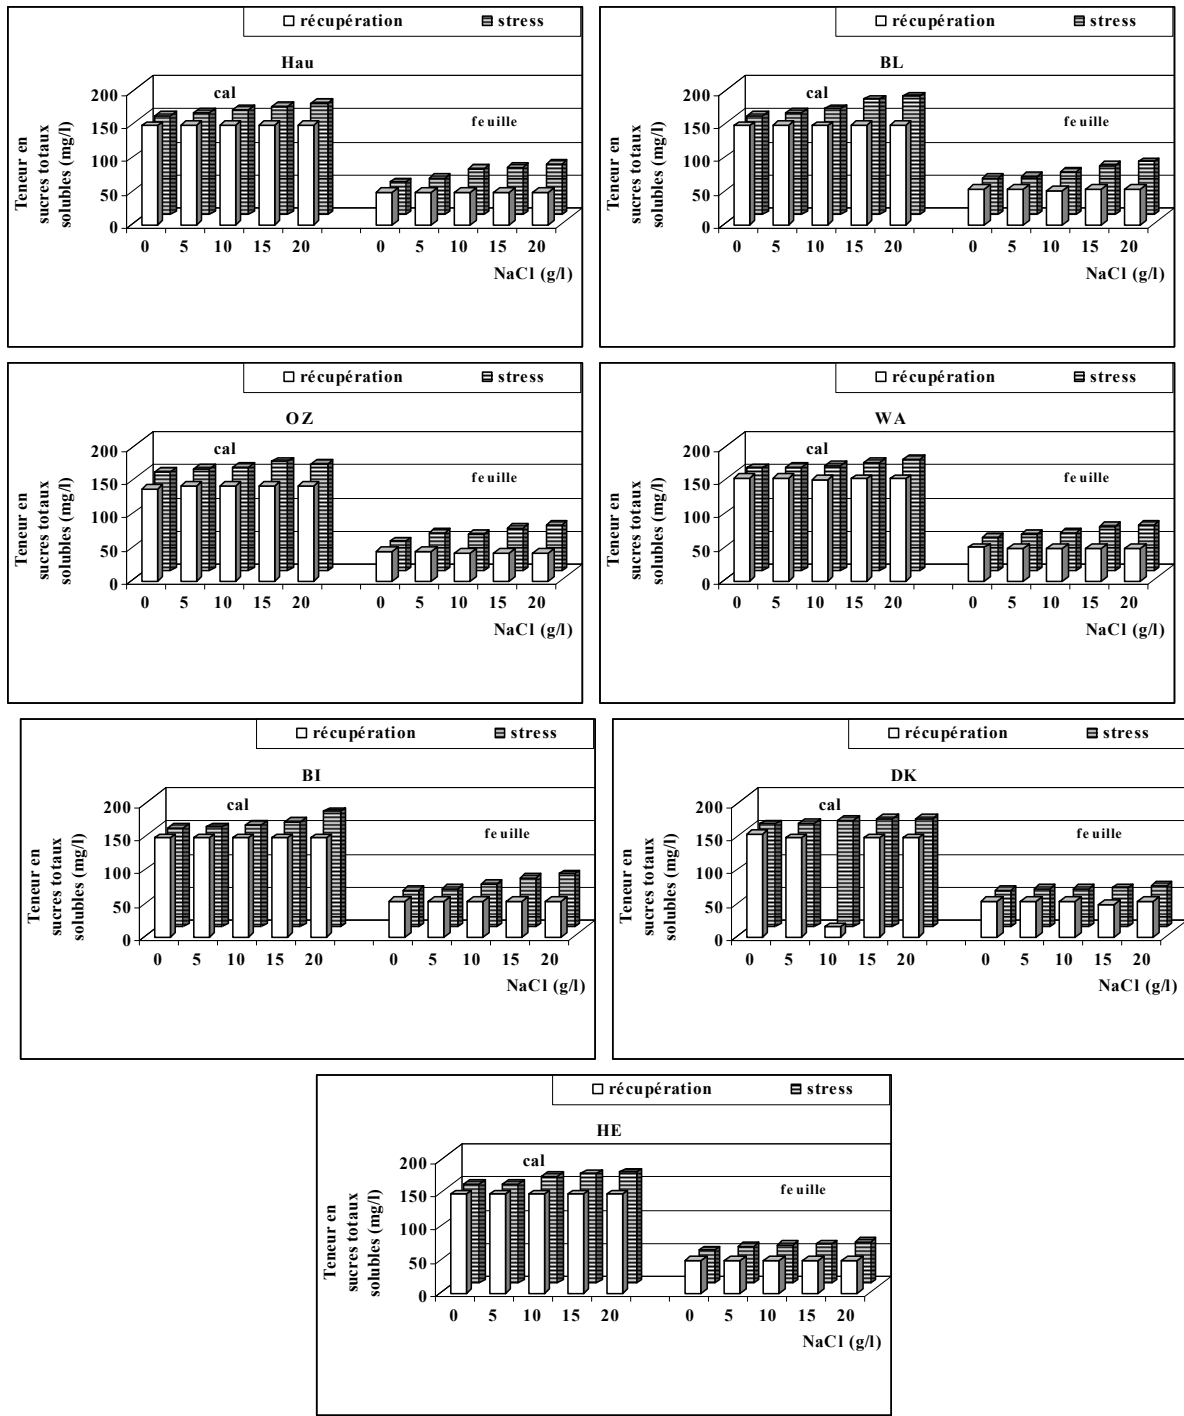 récupération stress
Hau
cal
feuille
Teneur en
sucres totaux
solubles (mg/l)
200
150
100
50
0
0 5 10 15 20 0 5 10 15 20
NaCl (g/l)
récupération stress
BL
cal
feuille
Teneur en
sucres totaux
solubles (mg/l)
200
150
100
50
0
0 5 10 15 20 0 5 10 15 20
NaCl (g/l)
récupération stress
OZ
cal
feuille
Teneur en
sucres totaux
solubles (mg/l)
200
150
100
50
0
0 5 10 15 20 0 5 10 15 20
NaCl (g/l)
récupération stress
WA
cal
feuille
Teneur en
sucres totaux
solubles (mg/l)
200
150
100
50
0
0 5 10 15 20 0 5 10 15 20
NaCl (g/l)
récupération stress
BI
cal
feuille
Teneur en
sucres totaux
solubles (mg/l)
200
150
100
50
0
0 5 10 15 20 0 5 10 15 20
NaCl (g/l)
récupération stress
DK
cal
feuille
Teneur en
sucres totaux
solubles (mg/l)
200
150
100
50
0
0 5 10 15 20 0 5 10 15 20
NaCl (g/l)
récupération stress
HE
cal
feuille
Teneur en
sucres totaux
solubles (mg/l)
200
150
100
50
0
0 5 10 15 20 0 5 10 15 20
NaCl (g/l)